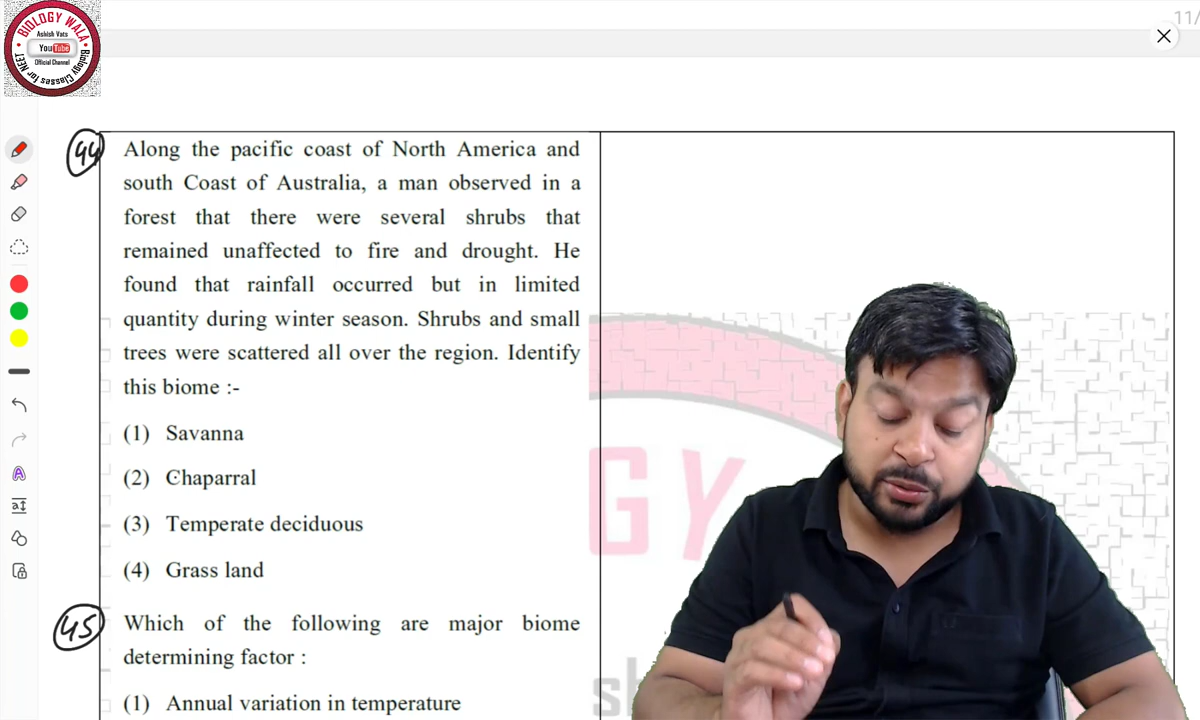 BIOLOGY WALA
Ashish Vats
YouTube
Official Channel
Biology Classes for NEET
11/
44
Along the pacific coast of North America and
south Coast of Australia, a man observed in a
forest that there were several shrubs that
remained unaffected to fire and drought. He
found that rainfall occurred but in limited
quantity during winter season. Shrubs and small
trees were scattered all over the region. Identify
this biome :-
(1) Savanna
(2) Chaparral
(3) Temperate deciduous
(4) Grass land
45
Which of the following are major biome
determining factor :
(1) Annual variation in temperature
GY
sh